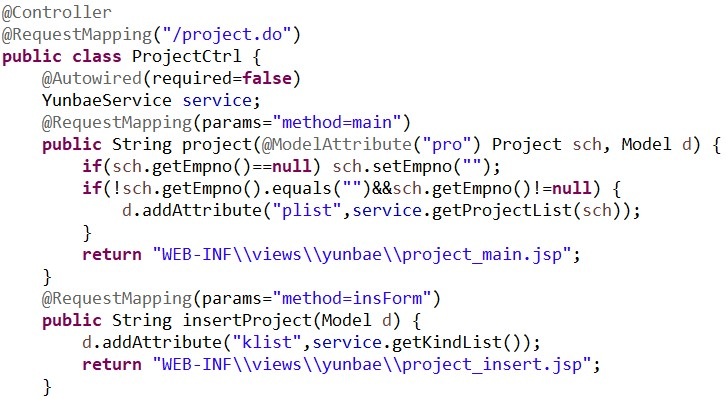 @Controller
@RequestMapping("/project.do")
public class ProjectCtrl {
    @Autowired(required=false)
    YunbaeService service;
    @RequestMapping(params="method=main")
    public String project(@ModelAttribute("pro") Project sch, Model d) {
        if(sch.getEmpno()==null) sch.setEmpno("");
        if(!sch.getEmpno().equals("")&&sch.getEmpno()!=null) {
            d.addAttribute("plist",service.getProjectList(sch));
        }
        return "WEB-INF\\views\\yunbae\\project_main.jsp";
    }
    @RequestMapping(params="method=insForm")
    public String insertProject(Model d) {
        d.addAttribute("klist",service.getKindList());
        return "WEB-INF\\views\\yunbae\\project_insert.jsp";
    }